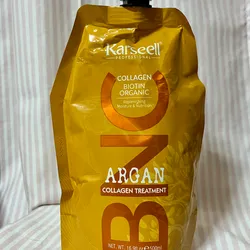 Karseell
PROFESSIONAL
COLLAGEN
BIOTIN
ORGANIC
BNC
ARGAN
COLLAGEN TREATMENT